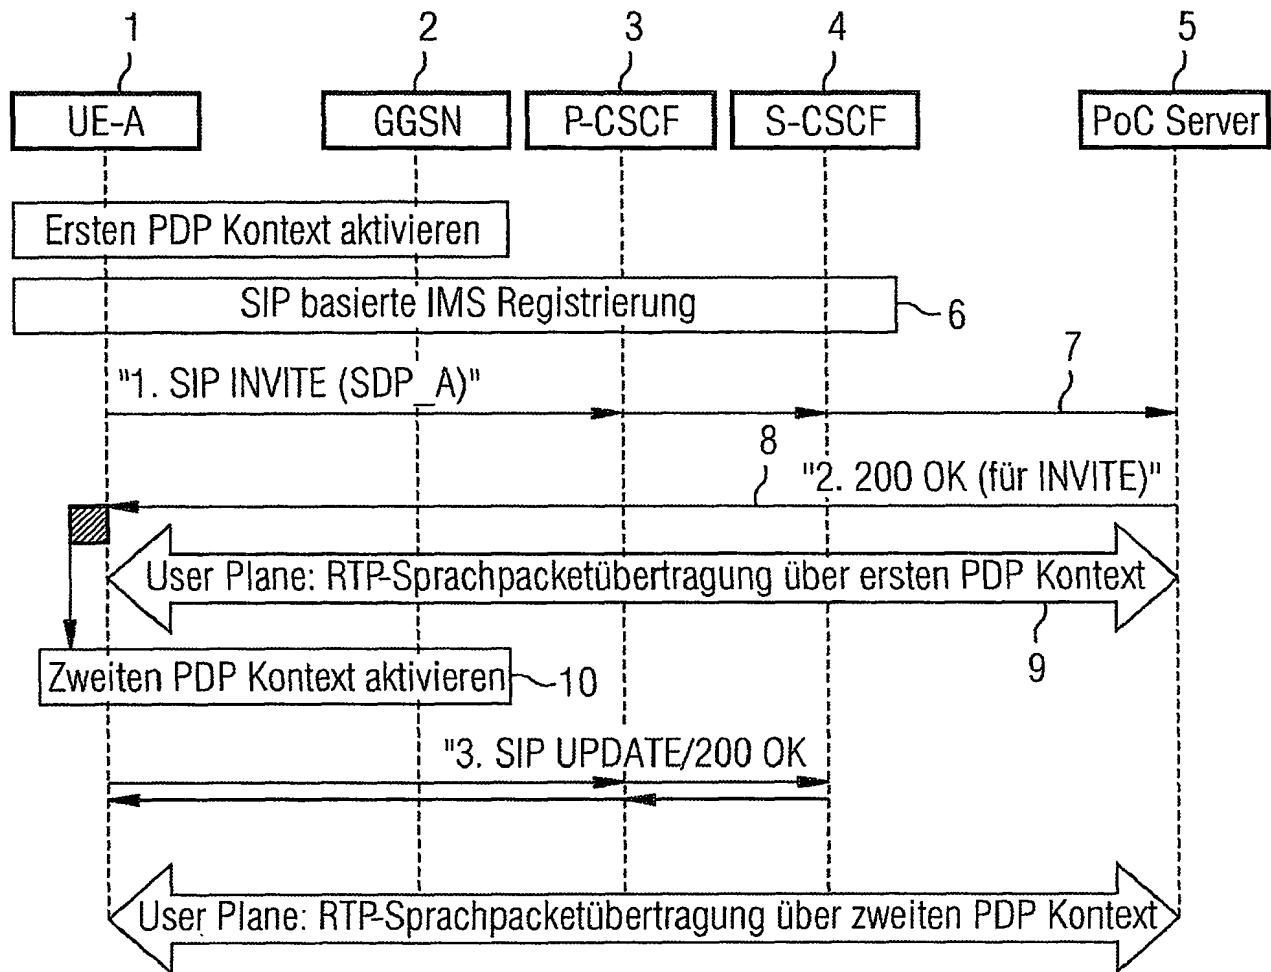 1
2
3
4
5
UE-A
GGSN
P-CSCF
S-CSCF
PoC Server
Ersten PDP Kontext aktivieren
SIP basierte IMS Registrierung
6
7
"1. SIP INVITE (SDP_A)"
8
"2. 200 OK (für INVITE)"
User Plane: RTP-Sprachpacketübertragung über ersten PDP Kontext
9
Zweiten PDP Kontext aktivieren
10
"3. SIP UPDATE/200 OK
User Plane: RTP-Sprachpacketübertragung über zweiten PDP Kontext